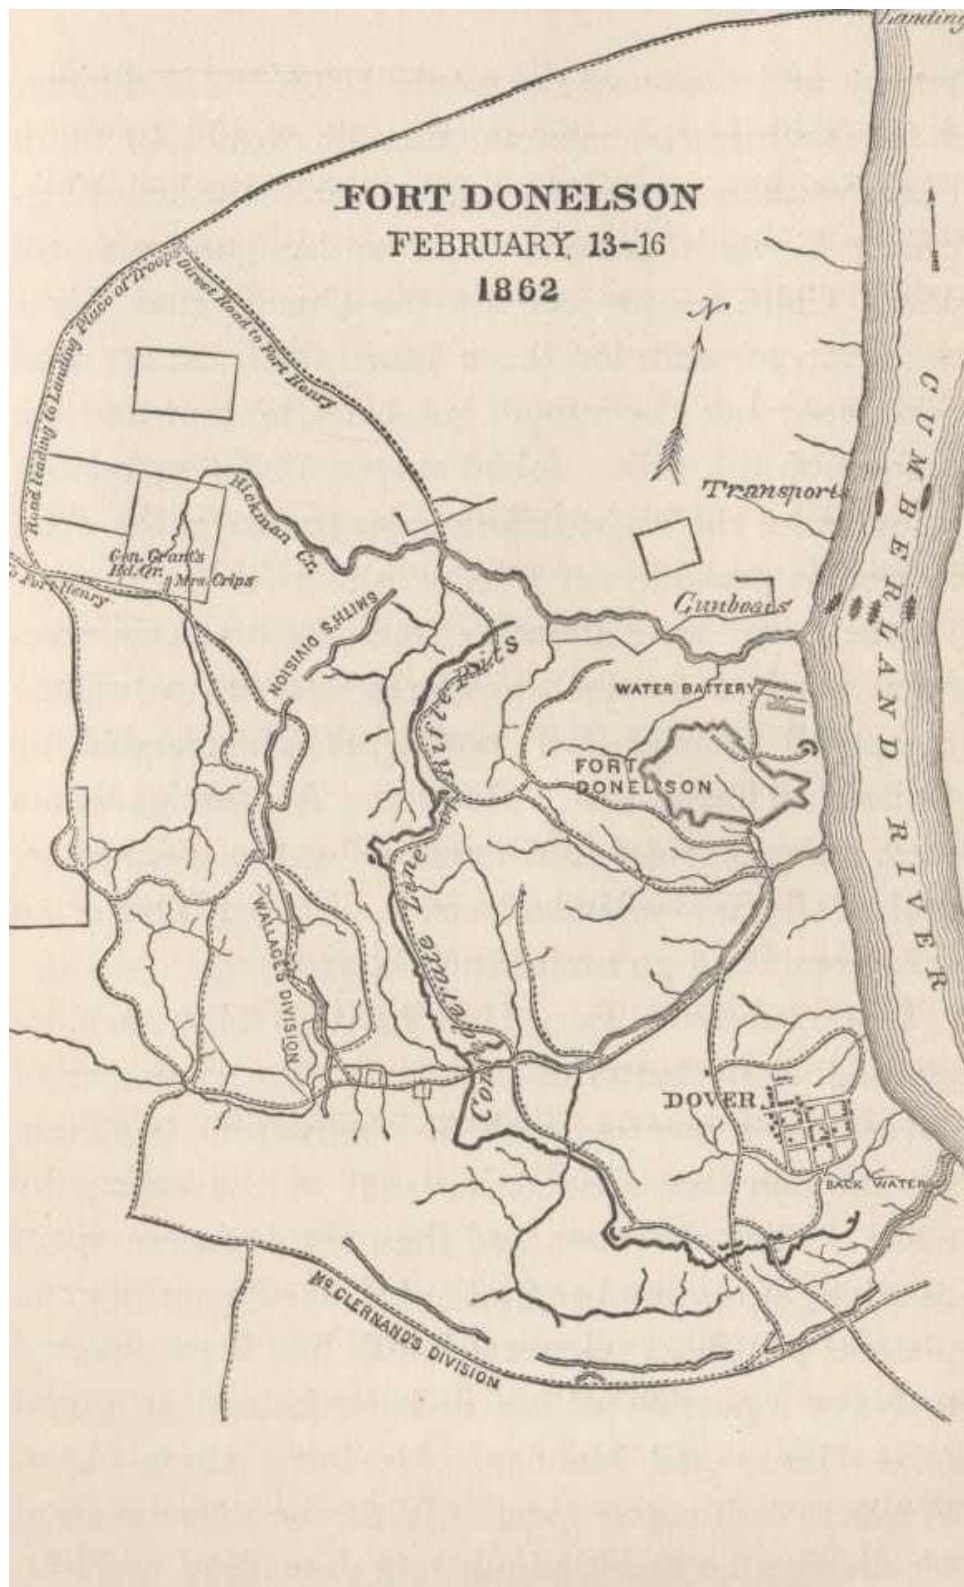 Landing
FORT DONELSON
FEBRUARY, 13–16
1862
N
Road leading to Landing Place of Troops
Direct Road to Fort Henry
CUMBERLAND RIVER
Transports
Hickman Cr.
Gen. Grant's
Hd. Qr.
Mrs. Crips
to Fort Henry
Gunboats
SMITH'S DIVISION
WATER BATTERY
FORT
DONELSON
Confederate Line of Rifle Pits
WALLACE'S DIVISION
DOVER
BACK WATER
McCLERNAND'S DIVISION